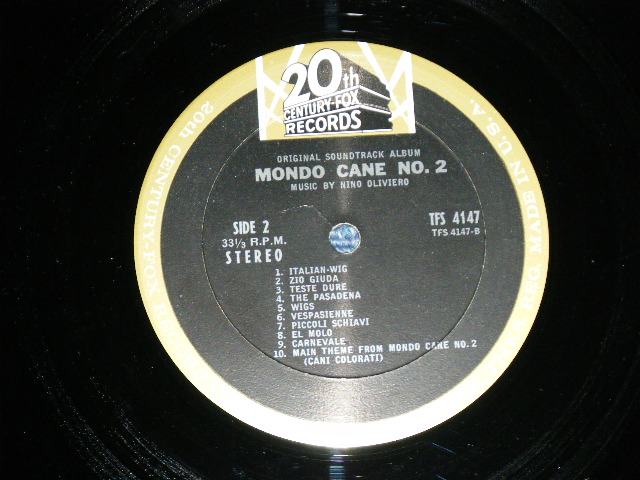 20th
CENTURY-FOX
RECORDS
ORIGINAL SOUNDTRACK ALBUM
MONDO CANE NO. 2
MUSIC BY NINO OLIVIERO
SIDE 2
33⅓ R.P.M.
STEREO
TFS 4147
TFS 4147-B
1. ITALIAN-WIG
2. ZIO GIUDA
3. TESTE DURE
4. THE PASADENA
5. WIGS
6. VESPASIENNE
7. PICCOLI SCHIAVI
8. EL MOLO
9. CARNEVALE
10. MAIN THEME FROM MONDO CANE NO.2
(CANI COLORATI)
20th CENTURY-FOX
MADE IN U.S.A.